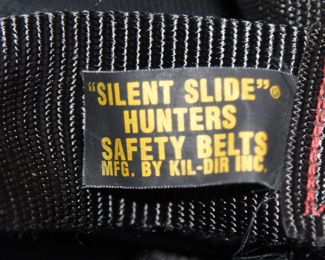 "SILENT SLIDE"®
HUNTERS
SAFETY BELTS
MFG. BY KIL-DIR INC.